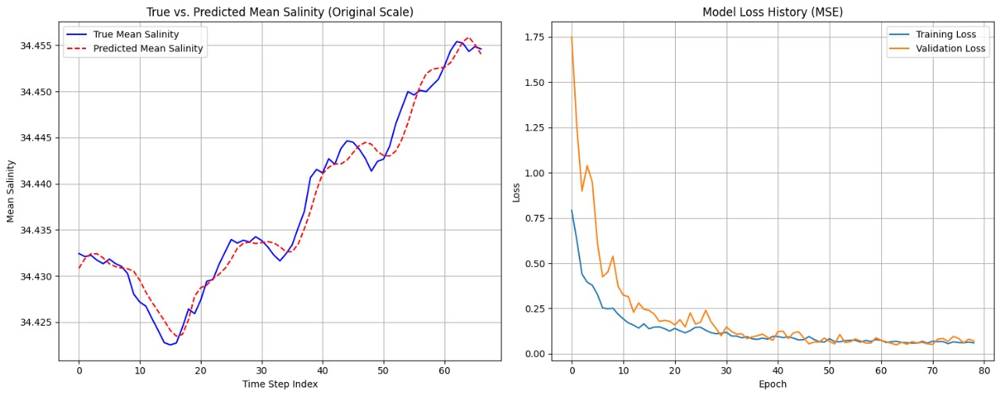 True vs. Predicted Mean Salinity (Original Scale)
True Mean Salinity
Predicted Mean Salinity
34.455
34.450
34.445
34.440
34.435
34.430
34.425
Mean Salinity
0 10 20 30 40 50 60
Time Step Index
Model Loss History (MSE)
Training Loss
Validation Loss
1.75
1.50
1.25
1.00
0.75
0.50
0.25
0.00
Loss
0 10 20 30 40 50 60 70 80
Epoch